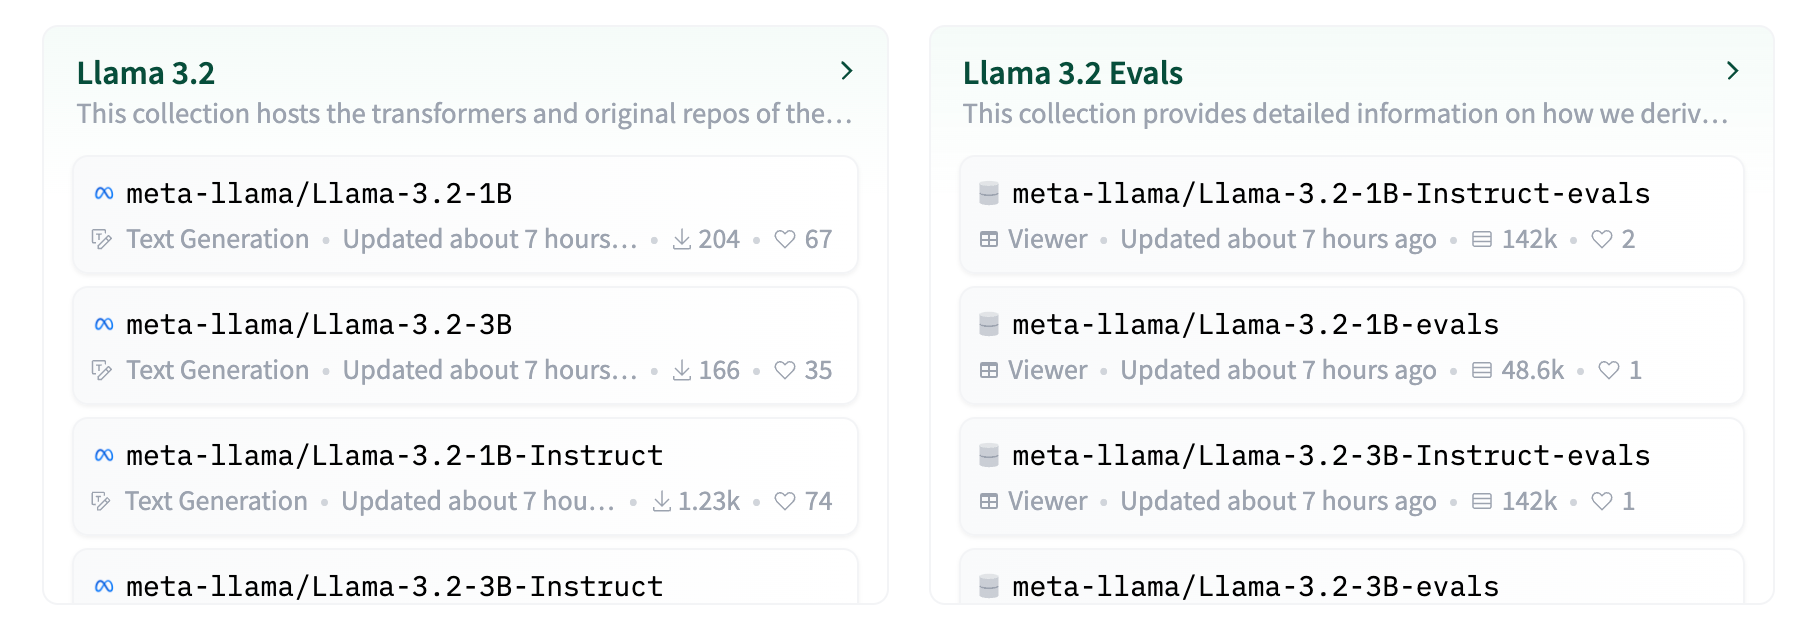 Llama 3.2
This collection hosts the transformers and original repos of the…
meta-llama/Llama-3.2-1B
Text Generation • Updated about 7 hours… • 204 • 67
meta-llama/Llama-3.2-3B
Text Generation • Updated about 7 hours… • 166 • 35
meta-llama/Llama-3.2-1B-Instruct
Text Generation • Updated about 7 hou… • 1.23k • 74
meta-llama/Llama-3.2-3B-Instruct
Llama 3.2 Evals
This collection provides detailed information on how we deriv…
meta-llama/Llama-3.2-1B-Instruct-evals
Viewer • Updated about 7 hours ago • 142k • 2
meta-llama/Llama-3.2-1B-evals
Viewer • Updated about 7 hours ago • 48.6k • 1
meta-llama/Llama-3.2-3B-Instruct-evals
Viewer • Updated about 7 hours ago • 142k • 1
meta-llama/Llama-3.2-3B-evals